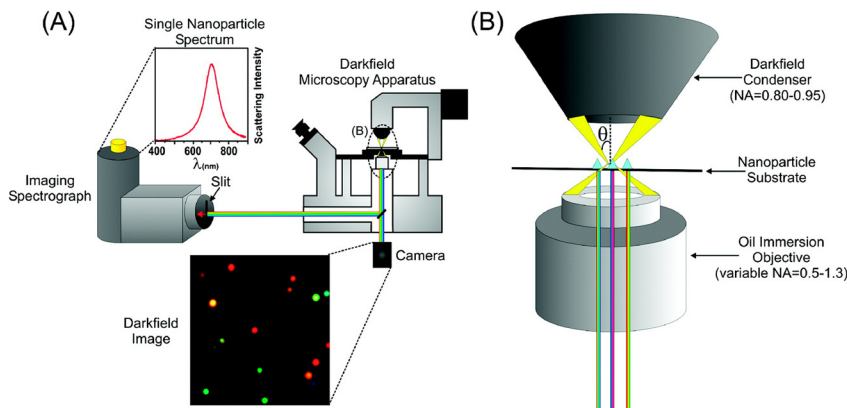 (A)
Single Nanoparticle
Spectrum
Scattering Intensity
400
600
800
λ(nm)
Imaging
Spectrograph
Slit
Darkfield
Microscopy Apparatus
(B)
Camera
Darkfield
Image
(B)
θ
Darkfield
Condenser
(NA=0.80-0.95)
Nanoparticle
Substrate
Oil Immersion
Objective
(variable NA=0.5-1.3)